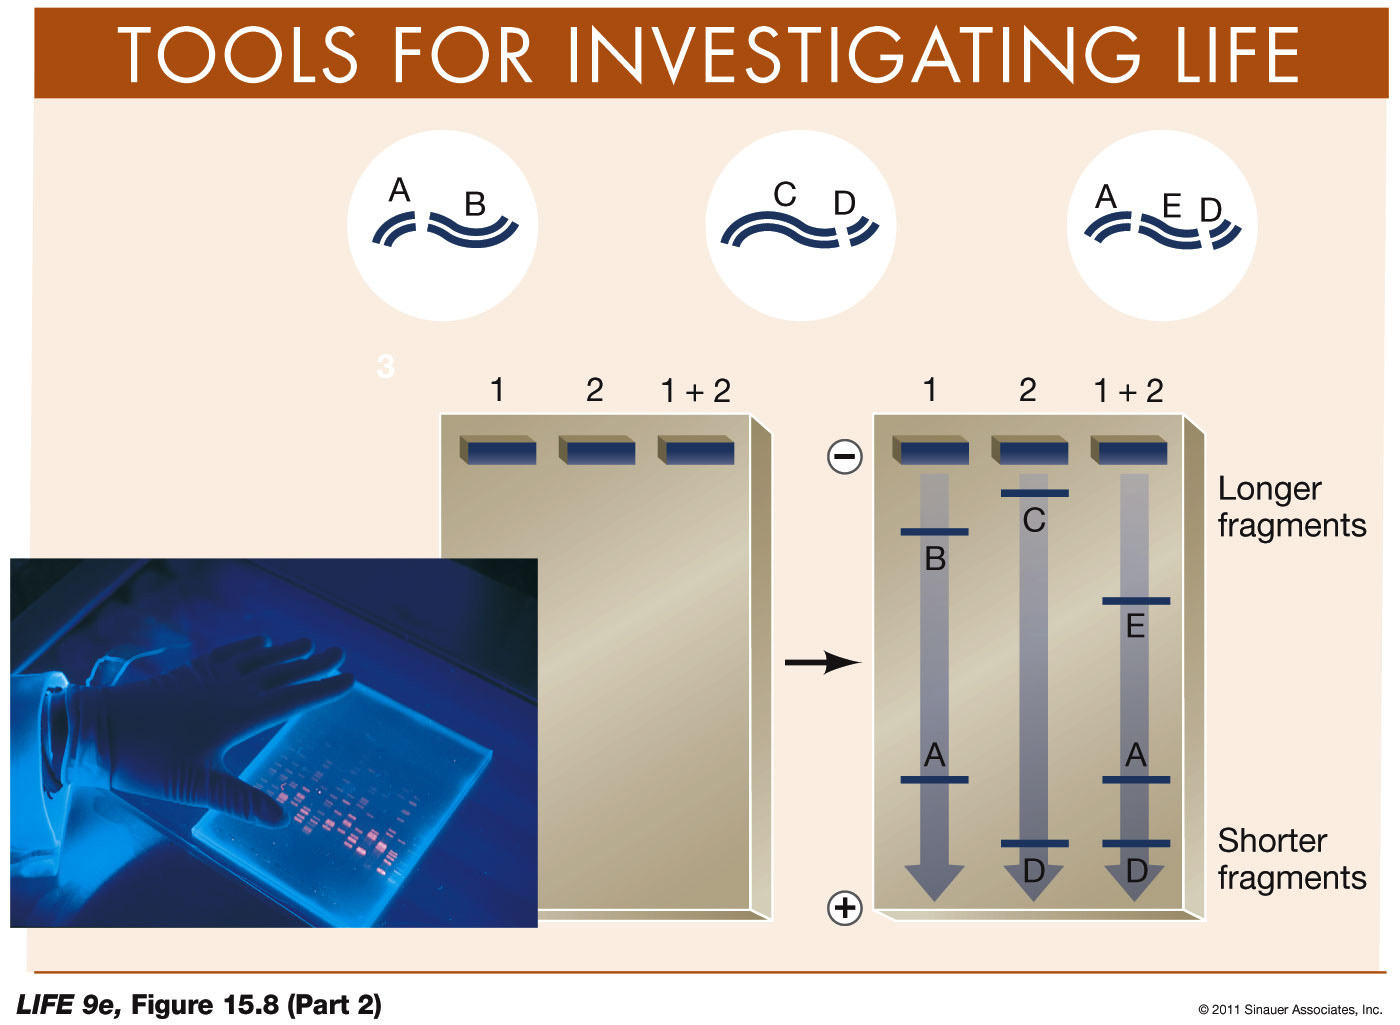 TOOLS FOR INVESTIGATING LIFE
A B
C D
A E D
3
1 2 1 + 2
1 2 1 + 2
−
Longer
fragments
C
B
E
A A
Shorter
fragments
D D
+
LIFE 9e, Figure 15.8 (Part 2)
© 2011 Sinauer Associates, Inc.